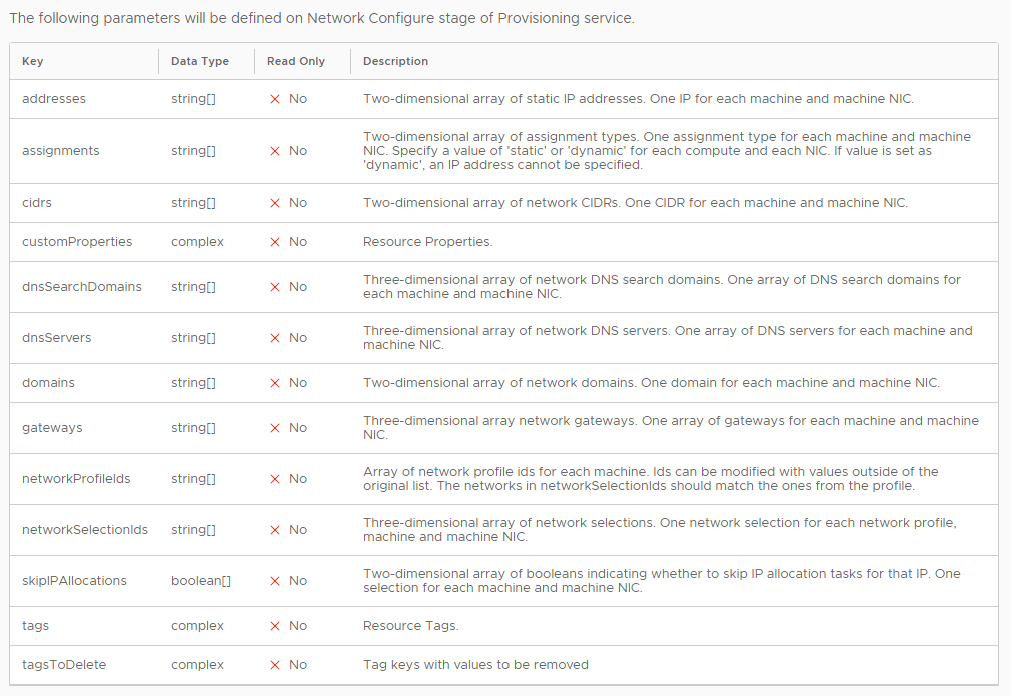 The following parameters will be defined on Network Configure stage of Provisioning service.
Key Data Type Read Only Description
addresses string[] No Two-dimensional array of static IP addresses. One IP for each machine and machine NIC.
assignments string[] No Two-dimensional array of assignment types. One assignment type for each machine and machine
NIC. Specify a value of "static' or 'dynamic' for each compute and each NIC. If value is set as
'dynamic', an IP address cannot be specified.
cidrs string[] No Two-dimensional array of network CIDRs. One CIDR for each machine and machine NIC.
customProperties complex No Resource Properties.
dnsSearchDomains string[] No Three-dimensional array of network DNS search domains. One array of DNS search domains for
each machine and machine NIC.
dnsServers string[] No Three-dimensional array of network DNS servers. One array of DNS servers for each machine and
machine NIC.
domains string[] No Two-dimensional array of network domains. One domain for each machine and machine NIC.
gateways string[] No Three-dimensional array network gateways. One array of gateways for each machine and machine
NIC.
networkProfileIds string[] No Array of network profile ids for each machine. Ids can be modified with values outside of the
original list. The networks in networkSelectionIds should match the ones from the profile.
networkSelectionIds string[] No Three-dimensional array of network selections. One network selection for each network profile,
machine and machine NIC.
skipIPAllocations boolean[] No Two-dimensional array of booleans indicating whether to skip IP allocation tasks for that IP. One
selection for each machine and machine NIC.
tags complex No Resource Tags.
tagsToDelete complex No Tag keys with values to be removed